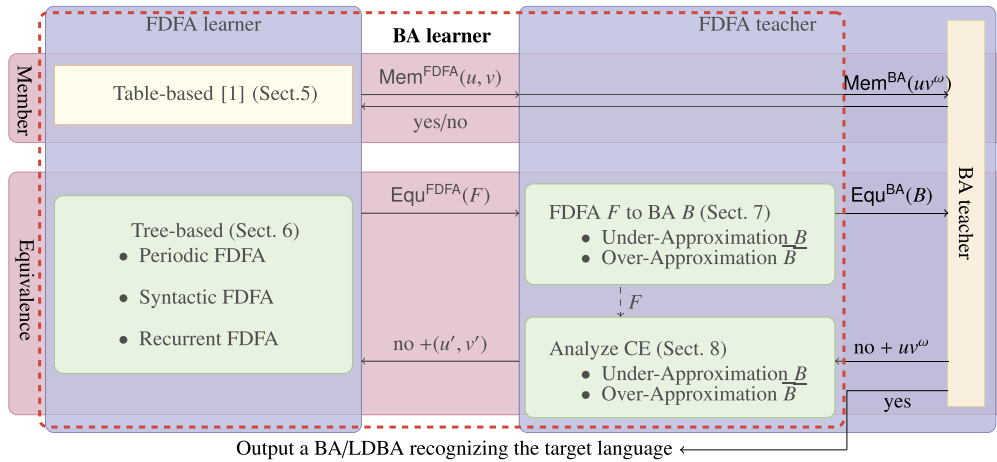 FDFA learner
BA learner
FDFA teacher
Member
Table-based [1] (Sect.5)
Mem^FDFA(u, v)
yes/no
Mem^BA(uv^ω)
BA teacher
Equivalence
Tree-based (Sect. 6)
• Periodic FDFA
• Syntactic FDFA
• Recurrent FDFA
Equ^FDFA(F)
FDFA F to BA B (Sect. 7)
• Under-Approximation B̲
• Over-Approximation B̅
Equ^BA(B)
F
no +(u′, v′)
Analyze CE (Sect. 8)
• Under-Approximation B̲
• Over-Approximation B̅
no + uv^ω
yes
Output a BA/LDBA recognizing the target language